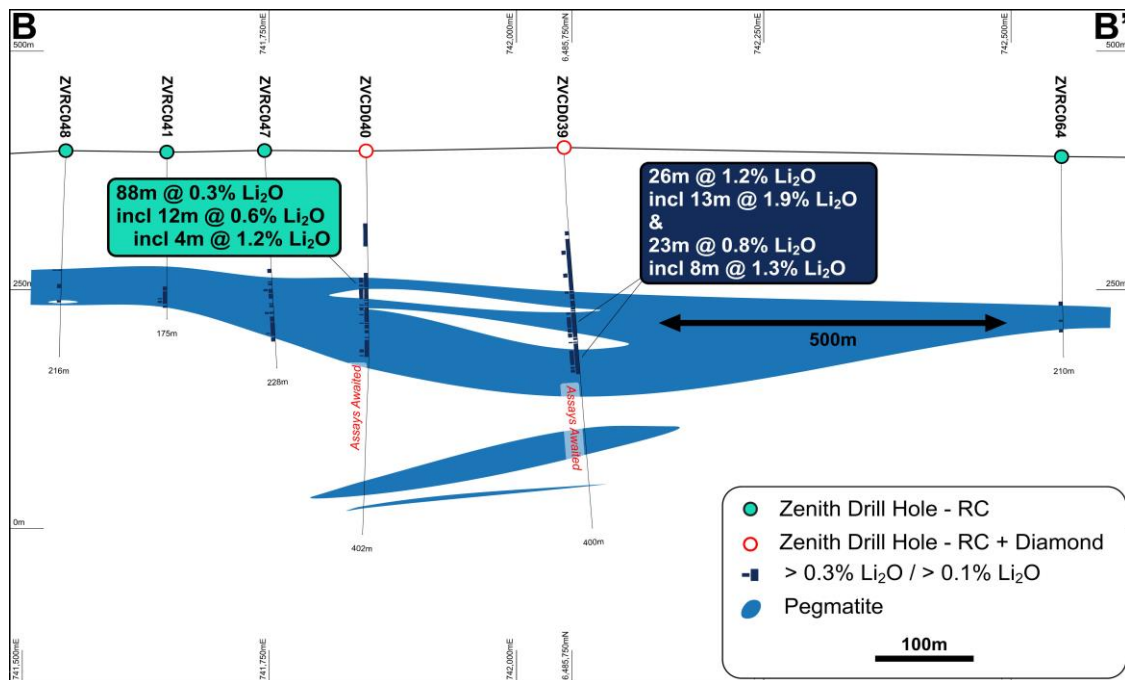 B
B'
741,750mE
742,000mE
6,485,750mN
742,250mE
742,500mE
500m
500m
ZVRC048
ZVRC041
ZVRC047
ZVCD040
ZVCD039
ZVRC064
88m @ 0.3% Li₂O
incl 12m @ 0.6% Li₂O
incl 4m @ 1.2% Li₂O
26m @ 1.2% Li₂O
incl 13m @ 1.9% Li₂O
&
23m @ 0.8% Li₂O
incl 8m @ 1.3% Li₂O
250m
250m
500m
175m
216m
228m
210m
Assays Awaited
Assays Awaited
0m
402m
400m
Zenith Drill Hole - RC
Zenith Drill Hole - RC + Diamond
> 0.3% Li₂O / > 0.1% Li₂O
Pegmatite
100m
741,500mE
741,750mE
742,000mE
6,485,750mN